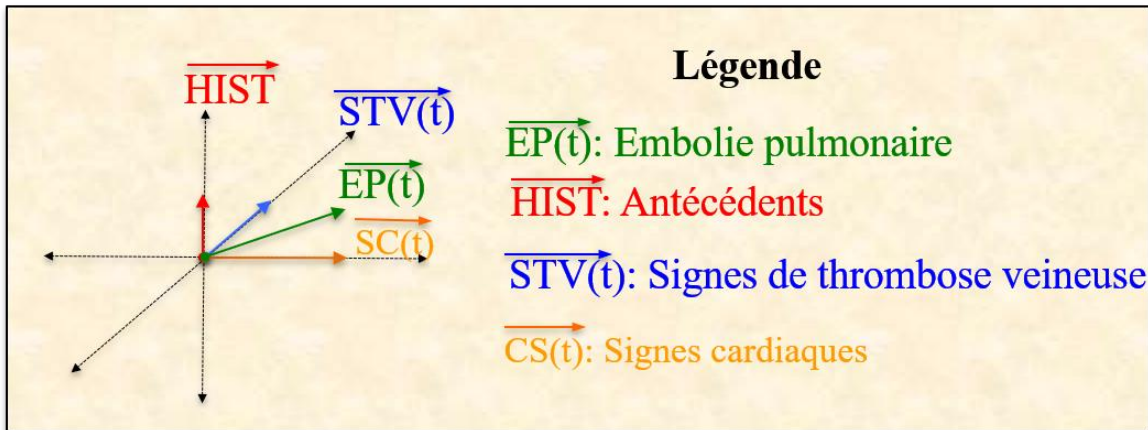 HIST
STV(t)
EP(t)
SC(t)
Légende
EP(t): Embolie pulmonaire
HIST: Antécédents
STV(t): Signes de thrombose veineuse
CS(t): Signes cardiaques